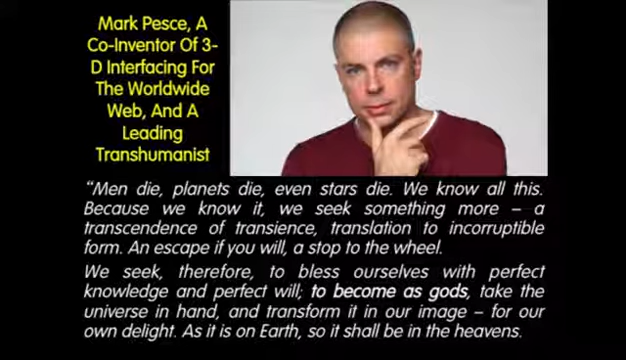 Mark Pesce, A
Co-Inventor Of 3-
D Interfacing For
The Worldwide
Web, And A
Leading
Transhumanist
“Men die, planets die, even stars die. We know all this.
Because we know it, we seek something more – a
transcendence of transience, translation to incorruptible
form. An escape if you will, a stop to the wheel.
We seek, therefore, to bless ourselves with perfect
knowledge and perfect will; to become as gods, take the
universe in hand, and transform it in our image – for our
own delight. As it is on Earth, so it shall be in the heavens.